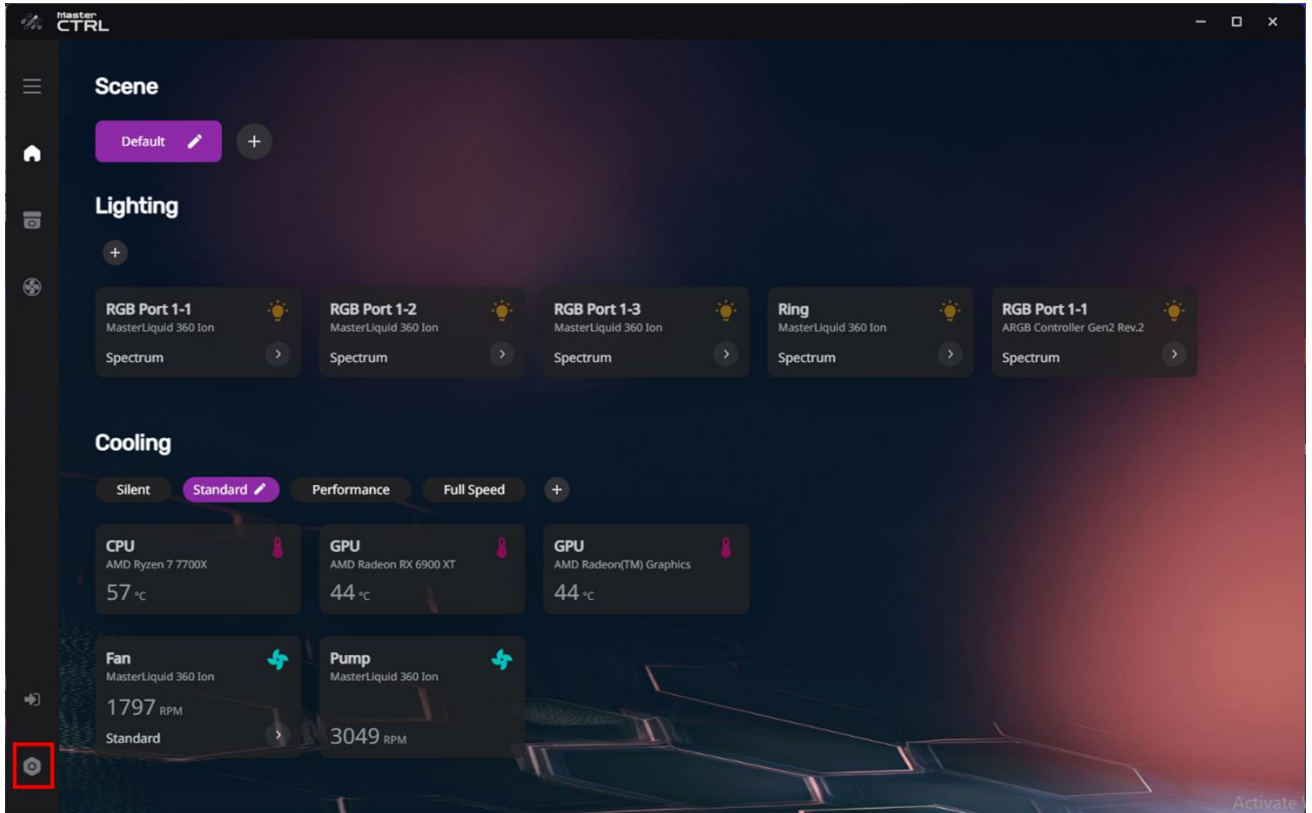 Master
CTRL
Scene
Default
Lighting
RGB Port 1-1
MasterLiquid 360 Ion
Spectrum
RGB Port 1-2
MasterLiquid 360 Ion
Spectrum
RGB Port 1-3
MasterLiquid 360 Ion
Spectrum
Ring
MasterLiquid 360 Ion
Spectrum
RGB Port 1-1
ARGB Controller Gen2 Rev.2
Spectrum
Cooling
Silent Standard Performance Full Speed
CPU
AMD Ryzen 7 7700X
57 °C
GPU
AMD Radeon RX 6900 XT
44 °C
GPU
AMD Radeon(TM) Graphics
44 °C
Fan
MasterLiquid 360 Ion
1797 RPM
Standard
Pump
MasterLiquid 360 Ion
3049 RPM
Activate